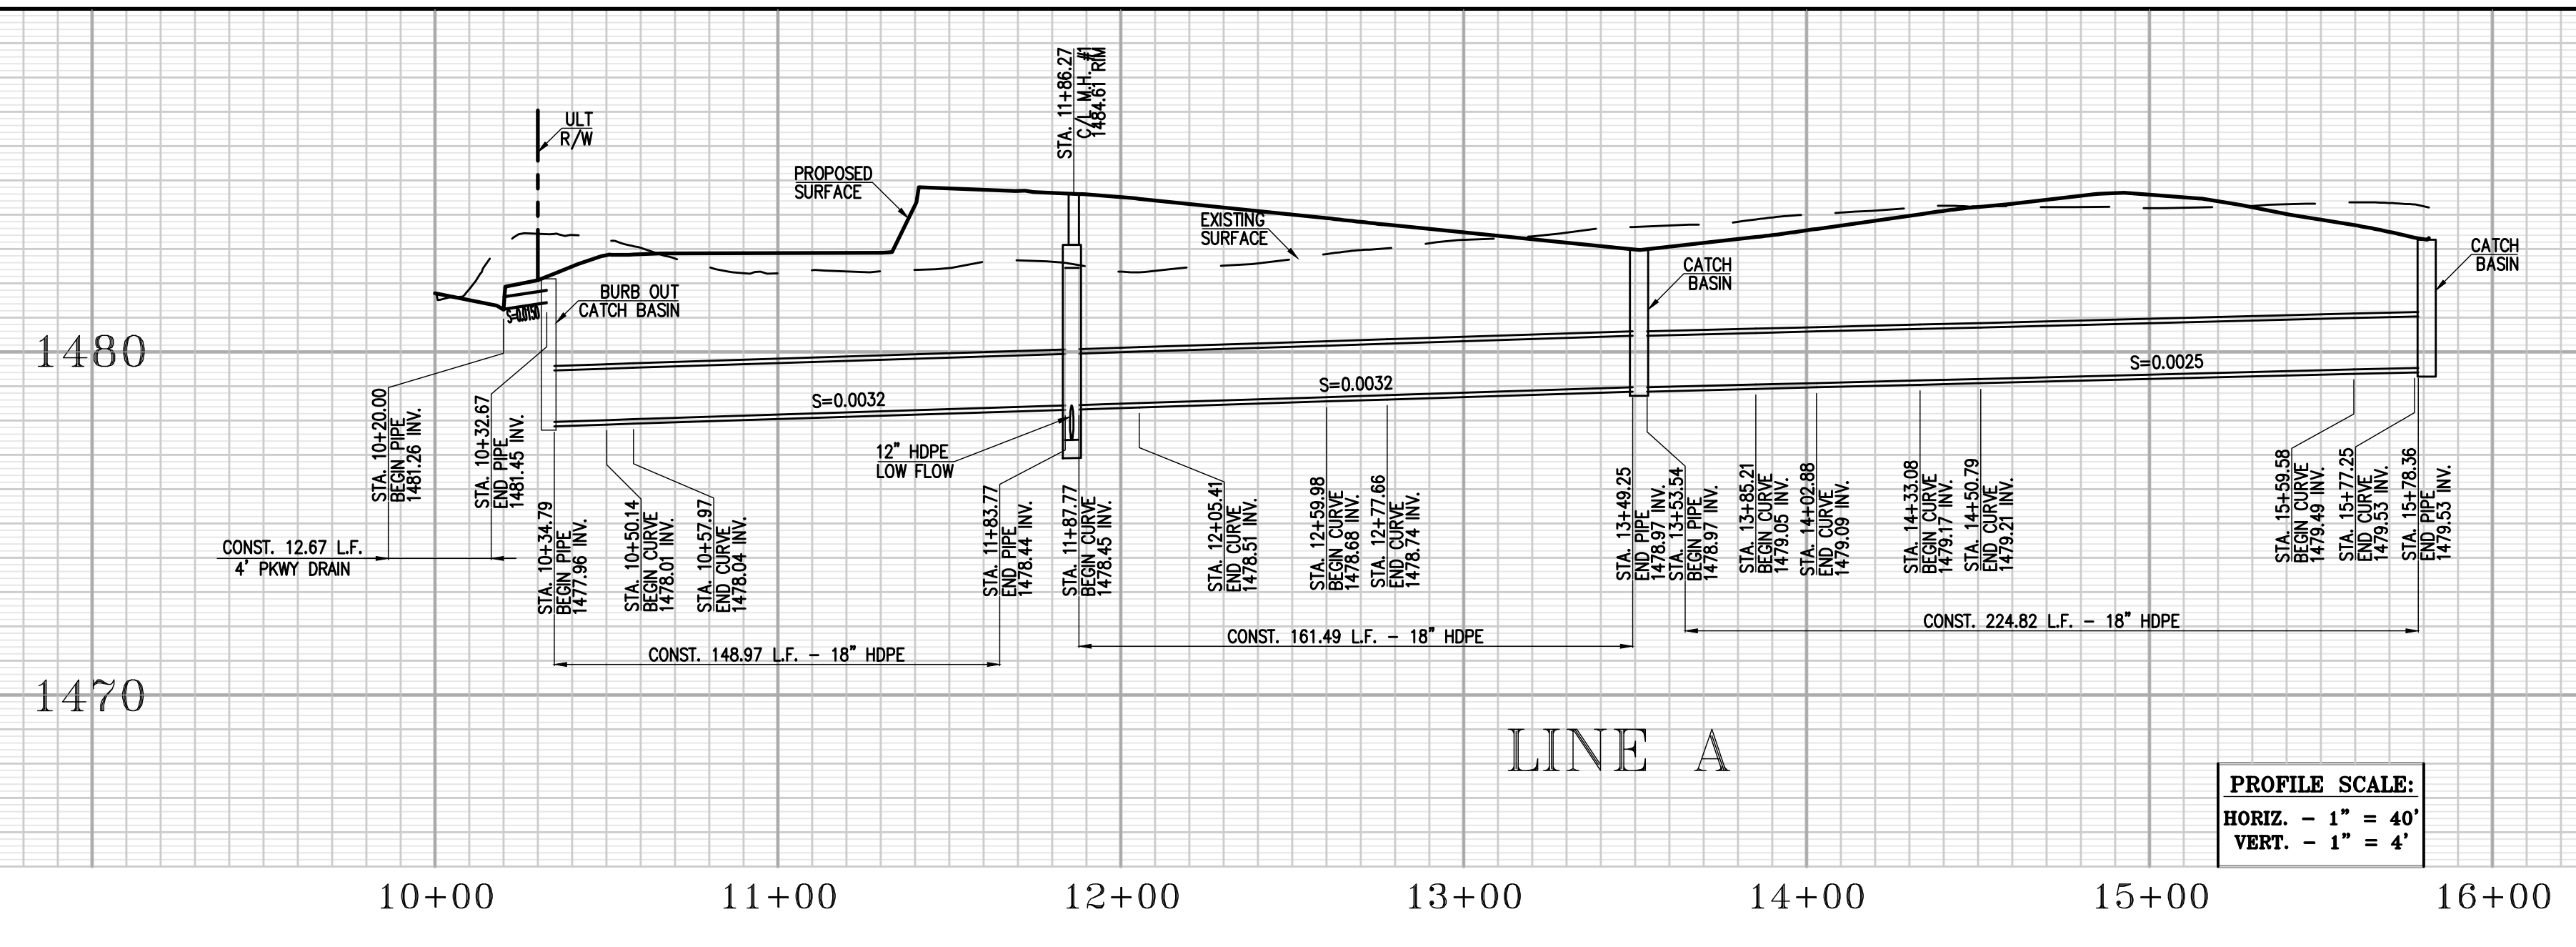 STA. 11+86.27
C/L M.H. #1
1484.61 RIM
ULT
R/W
PROPOSED
SURFACE
EXISTING
SURFACE
CATCH
BASIN
CATCH
BASIN
BURB OUT
CATCH BASIN
S=0.0150
1480
S=0.0032
S=0.0032
S=0.0025
12" HDPE
LOW FLOW
STA. 10+20.00
BEGIN PIPE
1481.26 INV.
STA. 10+32.67
END PIPE
1481.45 INV.
STA. 10+34.79
BEGIN PIPE
1477.96 INV.
STA. 10+50.14
BEGIN CURVE
1478.01 INV.
STA. 10+57.97
END CURVE
1478.04 INV.
STA. 11+83.77
END PIPE
1478.44 INV.
STA. 11+87.77
BEGIN CURVE
1478.45 INV.
STA. 12+05.41
END CURVE
1478.51 INV.
STA. 12+59.98
BEGIN CURVE
1478.68 INV.
STA. 12+77.66
END CURVE
1478.74 INV.
STA. 13+49.25
END PIPE
1478.97 INV.
STA. 13+53.54
BEGIN PIPE
1478.97 INV.
STA. 13+85.21
BEGIN CURVE
1479.05 INV.
STA. 14+02.88
END CURVE
1479.09 INV.
STA. 14+33.08
BEGIN CURVE
1479.17 INV.
STA. 14+50.79
END CURVE
1479.21 INV.
STA. 15+59.58
BEGIN CURVE
1479.49 INV.
STA. 15+77.25
END CURVE
1479.53 INV.
STA. 15+78.36
END PIPE
1479.53 INV.
CONST. 12.67 L.F.
4' PKWY DRAIN
CONST. 148.97 L.F. - 18" HDPE
CONST. 161.49 L.F. - 18" HDPE
CONST. 224.82 L.F. - 18" HDPE
1470
LINE A
PROFILE SCALE:
HORIZ. - 1" = 40'
VERT. - 1" = 4'
10+00 11+00 12+00 13+00 14+00 15+00 16+00